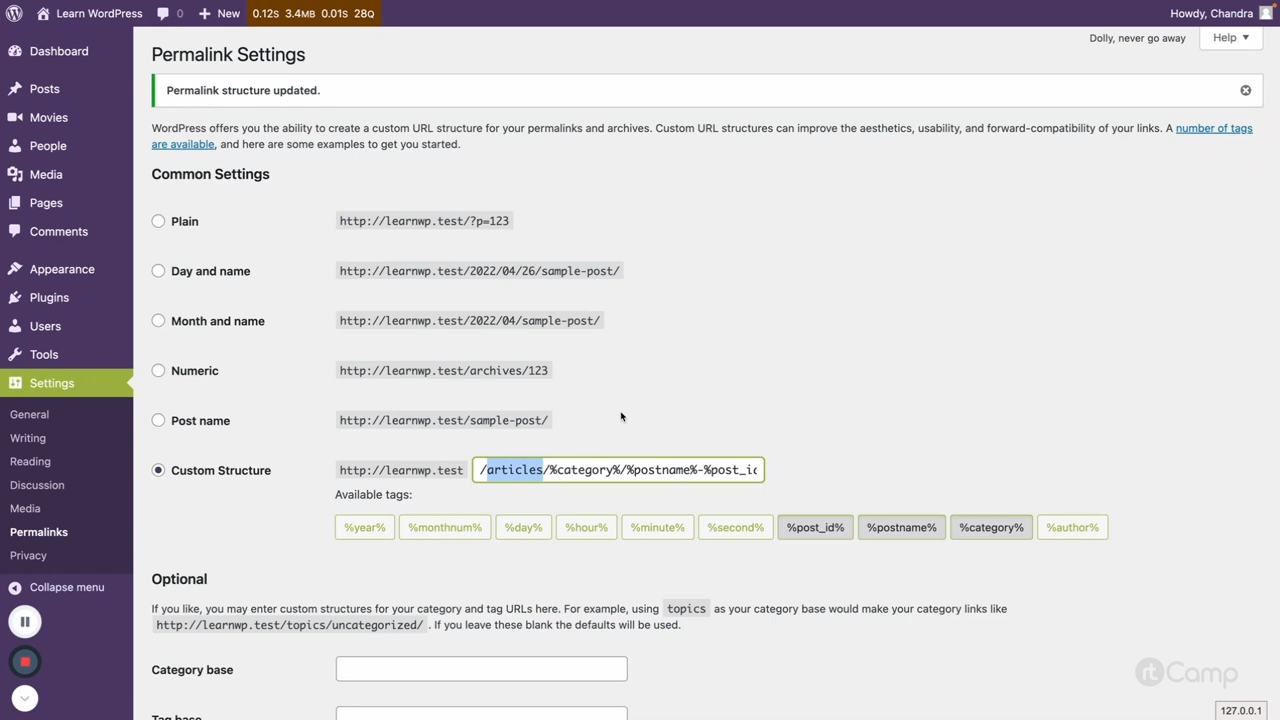 Learn WordPress 0 New 0.12s 3.4MB 0.01s 28Q Howdy, Chandra
Dolly, never go away Help ▼
Dashboard
Posts
Movies
People
Media
Pages
Comments
Appearance
Plugins
Users
Tools
Settings
General
Writing
Reading
Discussion
Media
Permalinks
Privacy
Collapse menu
Permalink Settings
Permalink structure updated.
WordPress offers you the ability to create a custom URL structure for your permalinks and archives. Custom URL structures can improve the aesthetics, usability, and forward-compatibility of your links. A number of tags
are available, and here are some examples to get you started.
Common Settings
Plain http://learnwp.test/?p=123
Day and name http://learnwp.test/2022/04/26/sample-post/
Month and name http://learnwp.test/2022/04/sample-post/
Numeric http://learnwp.test/archives/123
Post name http://learnwp.test/sample-post/
Custom Structure http://learnwp.test /articles/%category%/%postname%-%post_i
Available tags:
%year% %monthnum% %day% %hour% %minute% %second% %post_id% %postname% %category% %author%
Optional
If you like, you may enter custom structures for your category and tag URLs here. For example, using topics as your category base would make your category links like
http://learnwp.test/topics/uncategorized/ . If you leave these blank the defaults will be used.
Category base
Tag base
rtCamp
127.0.0.1